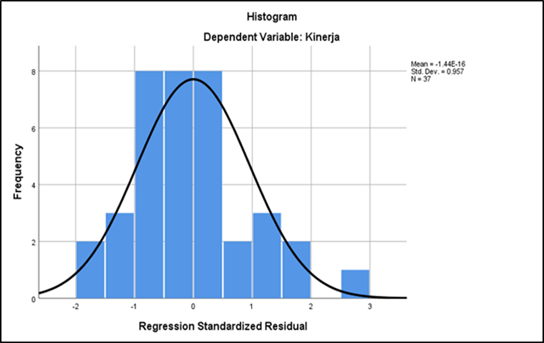 Histogram
Dependent Variable: Kinerja
Mean = -1.44E-16
Std. Dev. = 0.957
N = 37
Frequency
8
6
4
2
0
-2 -1 0 1 2 3
Regression Standardized Residual